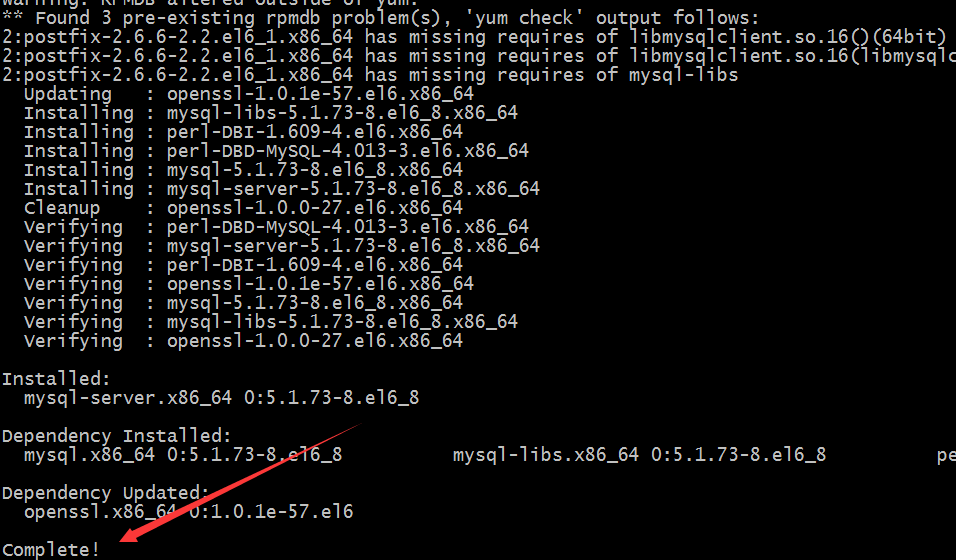 Warning: RPMDB altered outside of yum.
** Found 3 pre-existing rpmdb problem(s), 'yum check' output follows:
2:postfix-2.6.6-2.2.el6_1.x86_64 has missing requires of libmysqlclient.so.16()(64bit)
2:postfix-2.6.6-2.2.el6_1.x86_64 has missing requires of libmysqlclient.so.16(libmysqlc
2:postfix-2.6.6-2.2.el6_1.x86_64 has missing requires of mysql-libs
Updating : openssl-1.0.1e-57.el6.x86_64
Installing : mysql-libs-5.1.73-8.el6_8.x86_64
Installing : perl-DBI-1.609-4.el6.x86_64
Installing : perl-DBD-MySQL-4.013-3.el6.x86_64
Installing : mysql-5.1.73-8.el6_8.x86_64
Installing : mysql-server-5.1.73-8.el6_8.x86_64
Cleanup : openssl-1.0.0-27.el6.x86_64
Verifying : perl-DBD-MySQL-4.013-3.el6.x86_64
Verifying : mysql-server-5.1.73-8.el6_8.x86_64
Verifying : perl-DBI-1.609-4.el6.x86_64
Verifying : openssl-1.0.1e-57.el6.x86_64
Verifying : mysql-5.1.73-8.el6_8.x86_64
Verifying : mysql-libs-5.1.73-8.el6_8.x86_64
Verifying : openssl-1.0.0-27.el6.x86_64
Installed:
mysql-server.x86_64 0:5.1.73-8.el6_8
Dependency Installed:
mysql.x86_64 0:5.1.73-8.el6_8 mysql-libs.x86_64 0:5.1.73-8.el6_8 pe
Dependency Updated:
openssl.x86_64 0:1.0.1e-57.el6
Complete!